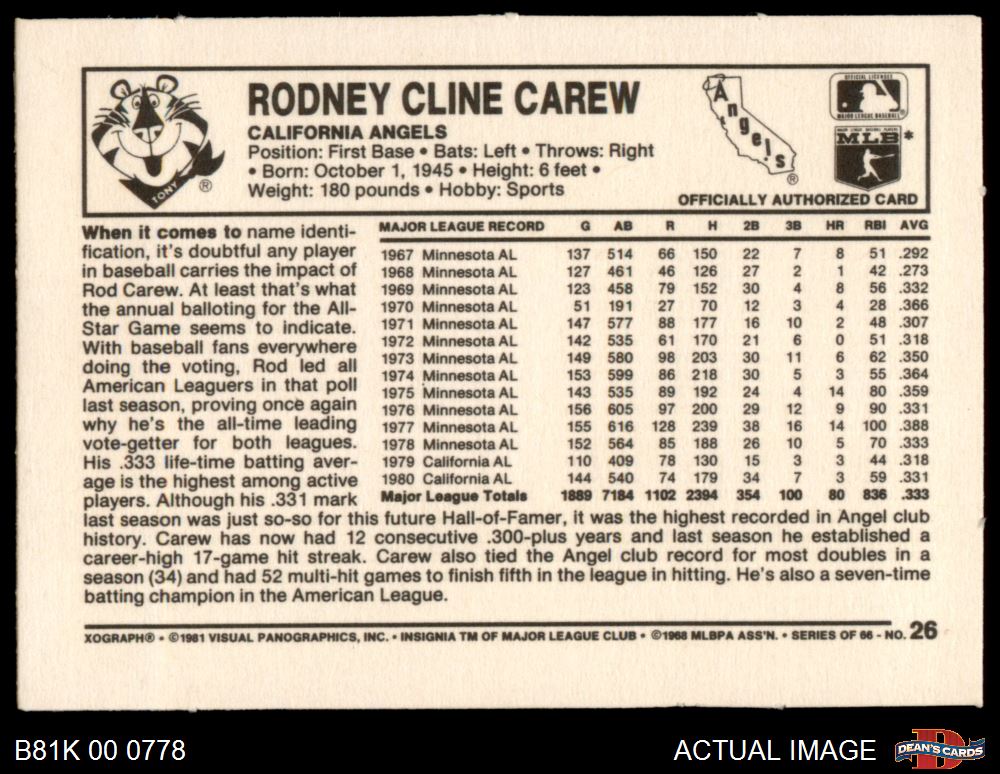 RODNEY CLINE CAREW
CALIFORNIA ANGELS
Position: First Base • Bats: Left • Throws: Right
• Born: October 1, 1945 • Height: 6 feet •
Weight: 180 pounds • Hobby: Sports
TONY
®
Angels
®
OFFICIAL LICENSEE
MAJOR LEAGUE BASEBALL
MAJOR LEAGUE BASEBALL PLAYERS
MLB*
OFFICIALLY AUTHORIZED CARD
When it comes to name identi-
fication, it's doubtful any player
in baseball carries the impact of
Rod Carew. At least that's what
the annual balloting for the All-
Star Game seems to indicate.
With baseball fans everywhere
doing the voting, Rod led all
American Leaguers in that poll
last season, proving once again
why he's the all-time leading
vote-getter for both leagues.
His .333 life-time batting aver-
age is the highest among active
players. Although his .331 mark
last season was just so-so for this future Hall-of-Famer, it was the highest recorded in Angel club
history. Carew has now had 12 consecutive .300-plus years and last season he established a
career-high 17-game hit streak. Carew also tied the Angel club record for most doubles in a
season (34) and had 52 multi-hit games to finish fifth in the league in hitting. He's also a seven-time
batting champion in the American League.
MAJOR LEAGUE RECORD G AB R H 2B 3B HR RBI AVG
1967 Minnesota AL 137 514 66 150 22 7 8 51 .292
1968 Minnesota AL 127 461 46 126 27 2 1 42 .273
1969 Minnesota AL 123 458 79 152 30 4 8 56 .332
1970 Minnesota AL 51 191 27 70 12 3 4 28 .366
1971 Minnesota AL 147 577 88 177 16 10 2 48 .307
1972 Minnesota AL 142 535 61 170 21 6 0 51 .318
1973 Minnesota AL 149 580 98 203 30 11 6 62 .350
1974 Minnesota AL 153 599 86 218 30 5 3 55 .364
1975 Minnesota AL 143 535 89 192 24 4 14 80 .359
1976 Minnesota AL 156 605 97 200 29 12 9 90 .331
1977 Minnesota AL 155 616 128 239 38 16 14 100 .388
1978 Minnesota AL 152 564 85 188 26 10 5 70 .333
1979 California AL 110 409 78 130 15 3 3 44 .318
1980 California AL 144 540 74 179 34 7 3 59 .331
Major League Totals 1889 7184 1102 2394 354 100 80 836 .333
XOGRAPH® • ©1981 VISUAL PANOGRAPHICS, INC. • INSIGNIA TM OF MAJOR LEAGUE CLUB • ©1968 MLBPA ASS'N. • SERIES OF 66 - NO. 26
B81K 00 0778
ACTUAL IMAGE
DEAN'S CARDS